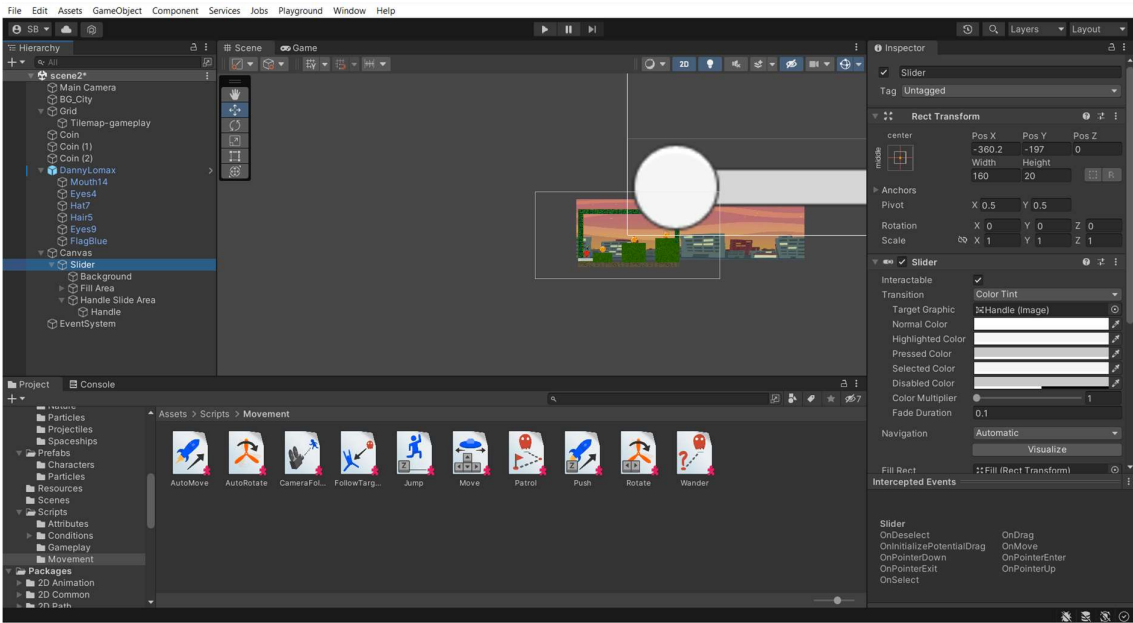 File Edit Assets GameObject Component Services Jobs Playground Window Help
SB Layers Layout
Hierarchy
All
scene2*
Main Camera
BG_City
Grid
Tilemap-gameplay
Coin
Coin (1)
Coin (2)
DannyLomax
Mouth14
Eyes4
Hat7
Hair5
Eyes9
FlagBlue
Canvas
Slider
Background
Fill Area
Handle Slide Area
Handle
EventSystem
Scene Game
2D
Inspector
Slider
Tag Untagged
Rect Transform
center Pos X Pos Y Pos Z
middle -360.2 -197 0
Width Height
160 20 R
Anchors
Pivot X 0.5 Y 0.5
Rotation X 0 Y 0 Z 0
Scale X 1 Y 1 Z 1
Slider
Interactable
Transition Color Tint
Target Graphic Handle (Image)
Normal Color
Highlighted Color
Pressed Color
Selected Color
Disabled Color
Color Multiplier 1
Fade Duration 0.1
Navigation Automatic
Visualize
Fill Rect Fill (Rect Transform)
Intercepted Events
Slider
OnDeselect OnDrag
OnInitializePotentialDrag OnMove
OnPointerDown OnPointerEnter
OnPointerExit OnPointerUp
OnSelect
Project Console
7
Nature
Particles
Projectiles
Spaceships
Prefabs
Characters
Particles
Resources
Scenes
Scripts
Attributes
Conditions
Gameplay
Movement
Packages
2D Animation
2D Common
2D Path
Assets > Scripts > Movement
Z Z
AutoMove AutoRotate CameraFol... FollowTarg... Jump Move Patrol Push Rotate Wander